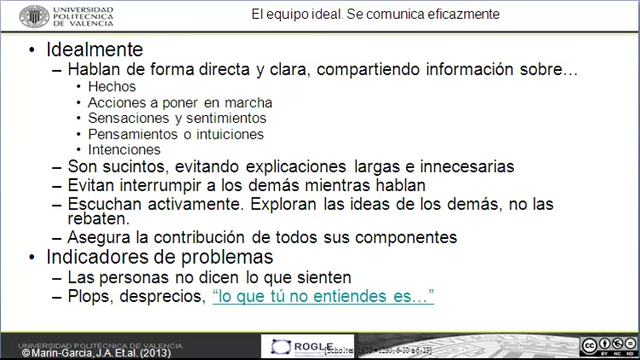 UNIVERSIDAD
POLITECNICA
DE VALENCIA
El equipo ideal. Se comunica eficazmente
• Idealmente
– Hablan de forma directa y clara, compartiendo información sobre…
• Hechos
• Acciones a poner en marcha
• Sensaciones y sentimientos
• Pensamientos o intuiciones
• Intenciones
– Son sucintos, evitando explicaciones largas e innecesarias
– Evitan interrumpir a los demás mientras hablan
– Escuchan activamente. Exploran las ideas de los demás, no las
rebaten.
– Asegura la contribución de todos sus componentes
• Indicadores de problemas
– Las personas no dicen lo que sienten
– Plops, desprecios, “lo que tú no entiendes es…”
UNIVERSIDAD POLITÉCNICA DE VALENCIA
© Marin-Garcia, J.A. Et.al. (2013)
ROGLE
BY NC ND